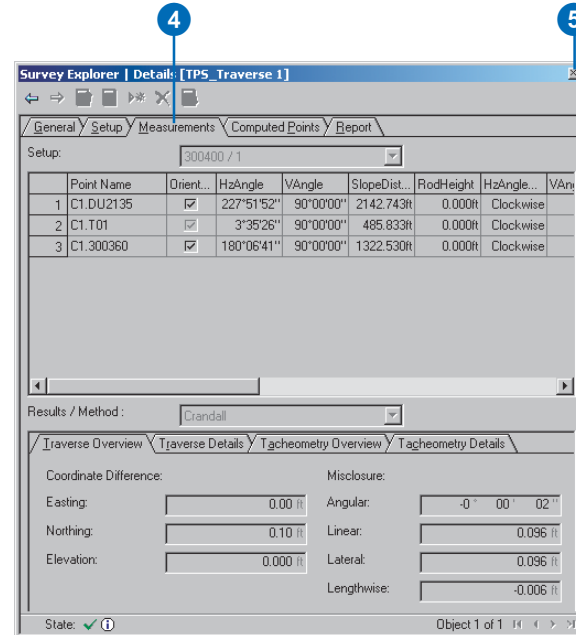 4
5
Survey Explorer | Details [TPS_Traverse 1]
General Setup Measurements Computed Points Report
Setup: 300400 / 1
Point Name Orient... HzAngle VAngle SlopeDist... RodHeight HzAngle... VAng
1 C1.DU2135 227°51'52" 90°00'00" 2142.743ft 0.000ft Clockwise
2 C1.T01 3°35'26" 90°00'00" 485.833ft 0.000ft Clockwise
3 C1.300360 180°06'41" 90°00'00" 1322.530ft 0.000ft Clockwise
Results / Method : Crandall
Traverse Overview Traverse Details Tacheometry Overview Tacheometry Details
Coordinate Difference: Misclosure:
Easting: 0.00 ft Angular: -0 ° 00 ' 02 "
Northing: 0.10 ft Linear: 0.096 ft
Elevation: 0.000 ft Lateral: 0.096 ft
Lengthwise: -0.006 ft
State: Object 1 of 1